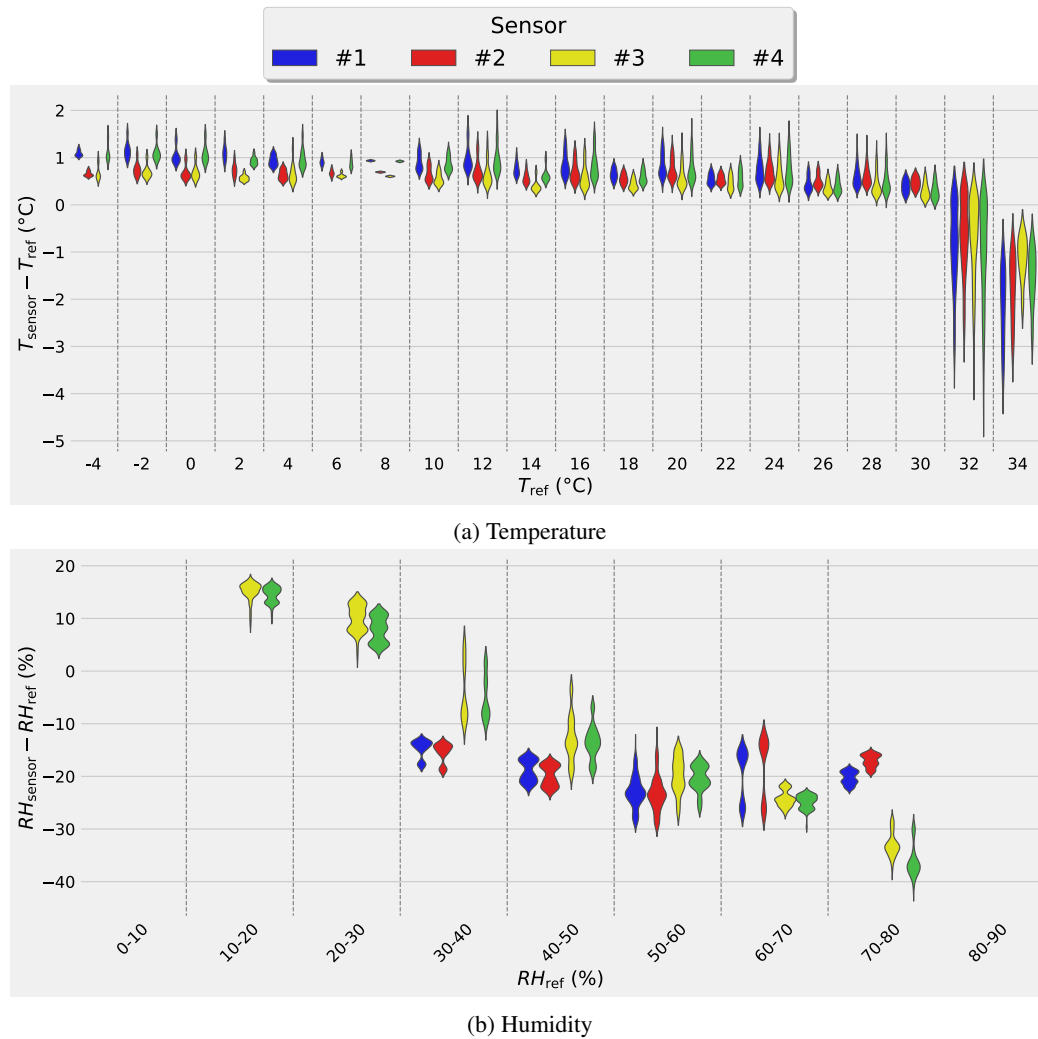 Sensor
#1 #2 #3 #4
2
1
0
−1
−2
−3
−4
−5
T_sensor − T_ref (°C)
-4 -2 0 2 4 6 8 10 12 14 16 18 20 22 24 26 28 30 32 34
T_ref (°C)
(a) Temperature
20
10
0
−10
−20
−30
−40
RH_sensor − RH_ref (%)
0-10 10-20 20-30 30-40 40-50 50-60 60-70 70-80 80-90
RH_ref (%)
(b) Humidity